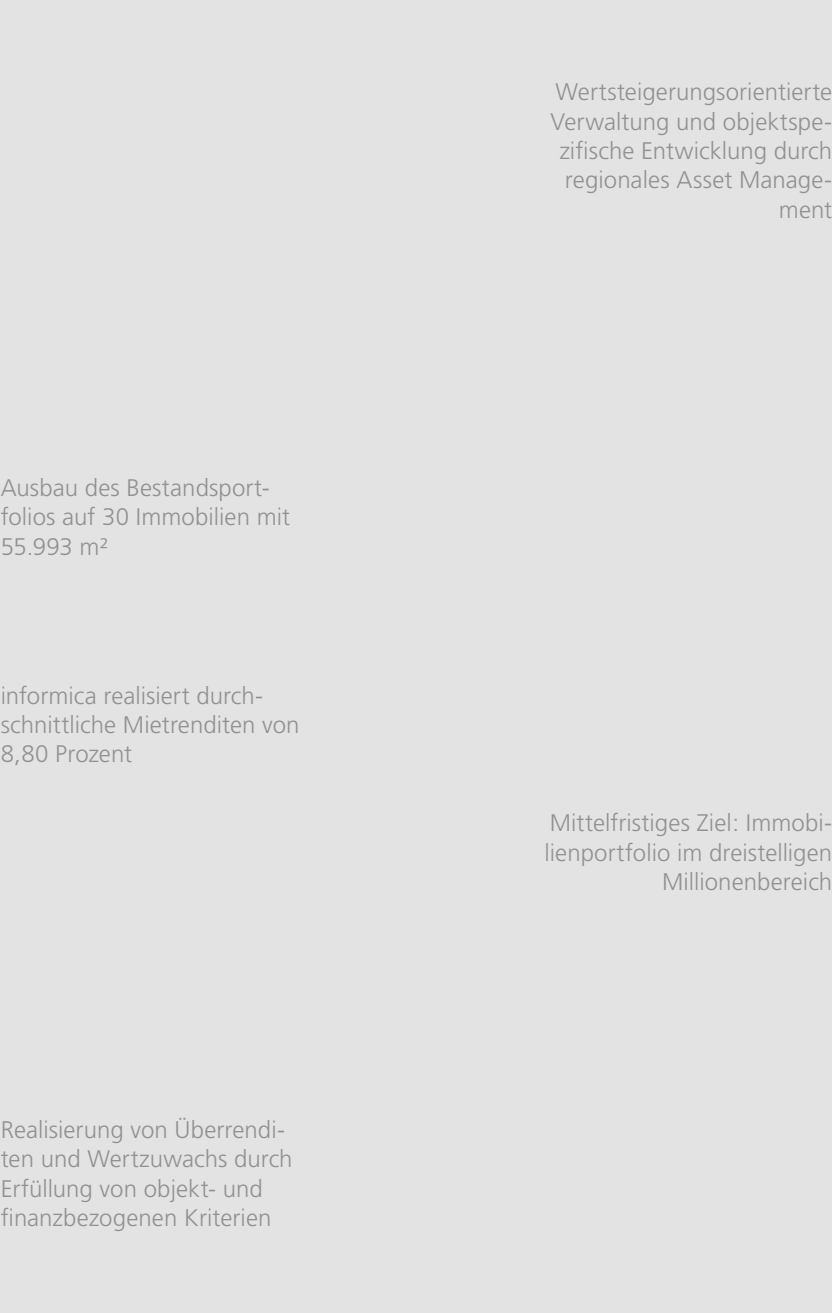 Wertsteigerungsorientierte
Verwaltung und objektspe-
zifische Entwicklung durch
regionales Asset Manage-
ment
Ausbau des Bestandsport-
folios auf 30 Immobilien mit
55.993 m²
informica realisiert durch-
schnittliche Mietrenditen von
8,80 Prozent
Mittelfristiges Ziel: Immobi-
lienportfolio im dreistelligen
Millionenbereich
Realisierung von Überrendi-
ten und Wertzuwachs durch
Erfüllung von objekt- und
finanzbezogenen Kriterien